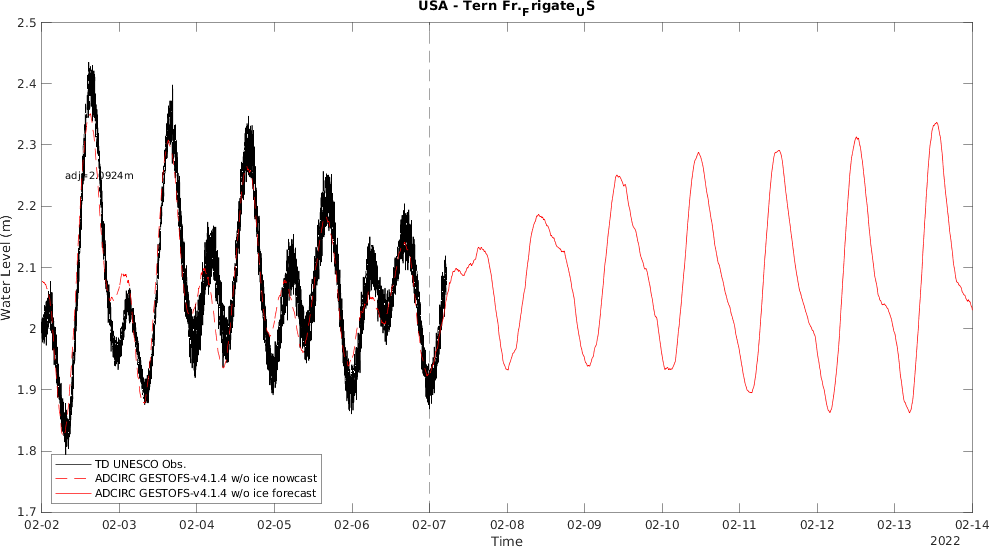 USA - Tern Fr.FrigateUS
Water Level (m)
2.5
2.4
2.3
2.2
2.1
2
1.9
1.8
1.7
adj=2.0924m
TD UNESCO Obs.
ADCIRC GESTOFS-v4.1.4 w/o ice nowcast
ADCIRC GESTOFS-v4.1.4 w/o ice forecast
02-02 02-03 02-04 02-05 02-06 02-07 02-08 02-09 02-10 02-11 02-12 02-13 02-14
Time
2022